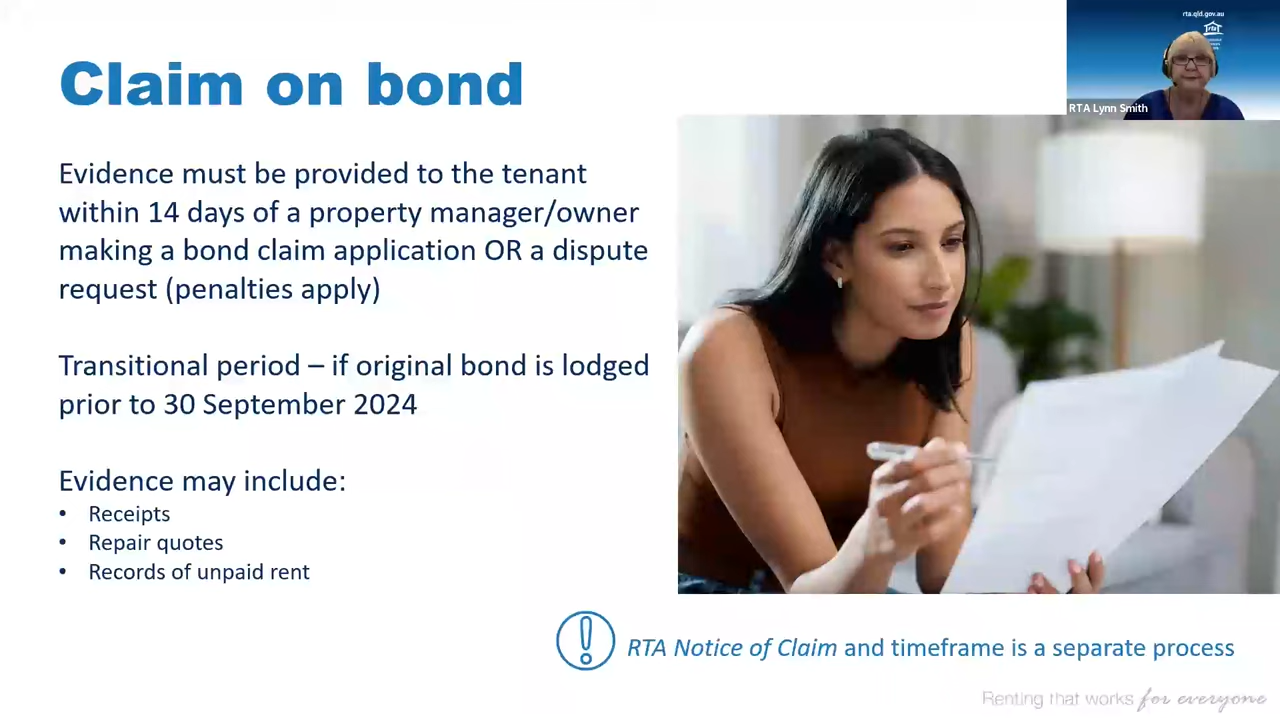 rta.qld.gov.au
rta
RTA Lynn Smith
Claim on bond
Evidence must be provided to the tenant
within 14 days of a property manager/owner
making a bond claim application OR a dispute
request (penalties apply)
Transitional period – if original bond is lodged
prior to 30 September 2024
Evidence may include:
• Receipts
• Repair quotes
• Records of unpaid rent
RTA Notice of Claim and timeframe is a separate process
Renting that works for everyone